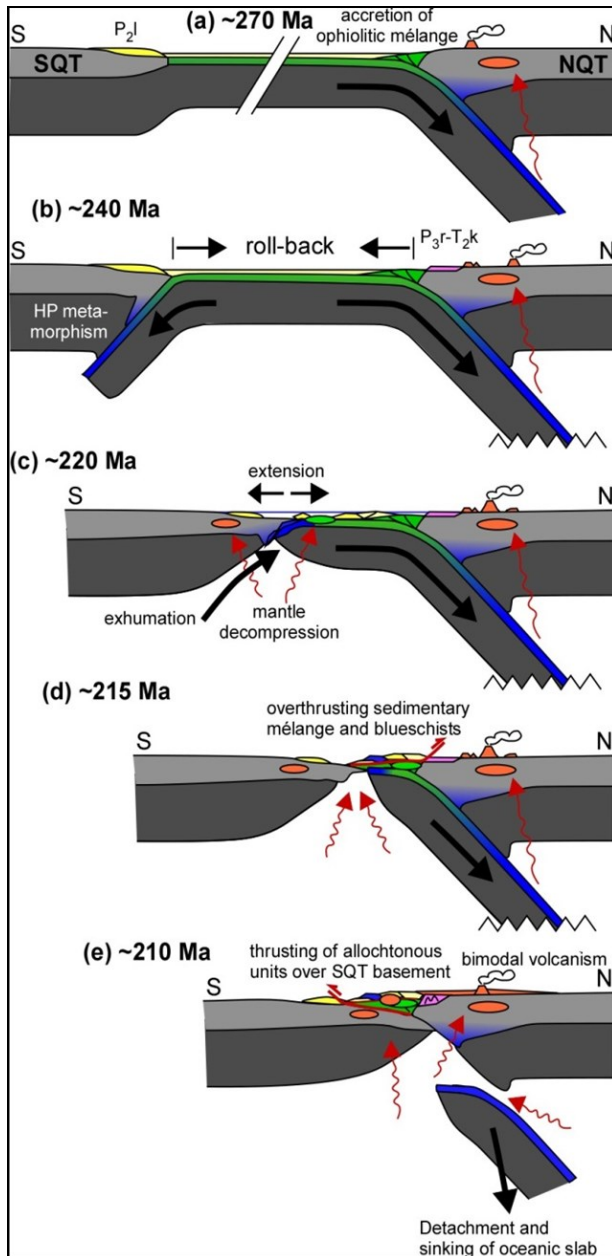 (a) ~270 Ma
accretion of
ophiolitic mélange
S
P₂l
N
SQT
NQT
(b) ~240 Ma
S
roll-back
P₃r-T₂k
N
HP meta-
morphism
(c) ~220 Ma
S
extension
N
exhumation
mantle
decompression
(d) ~215 Ma
overthrusting sedimentary
mélange and blueschists
S
N
(e) ~210 Ma
thrusting of allochtonous
units over SQT basement
bimodal volcanism
S
N
Detachment and
sinking of oceanic slab